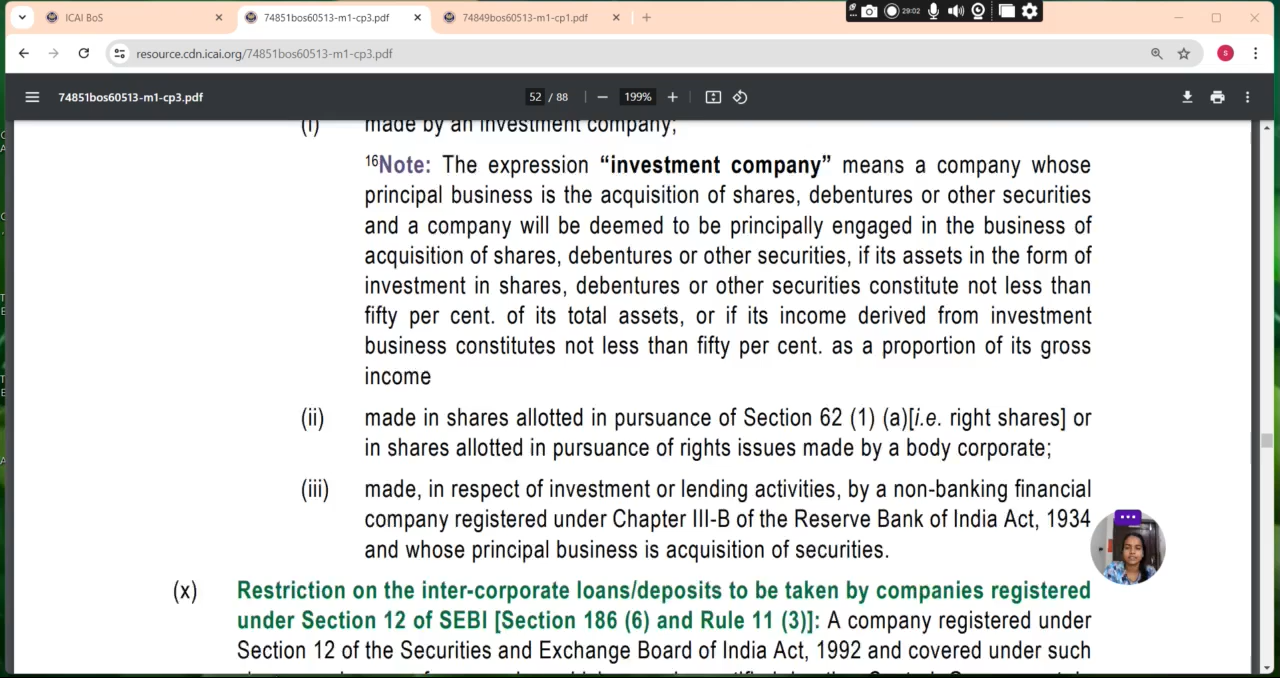 ICAI BoS
74851bos60513-m1-cp3.pdf
74849bos60513-m1-cp1.pdf
29:02
resource.cdn.icai.org/74851bos60513-m1-cp3.pdf
S
74851bos60513-m1-cp3.pdf
52 / 88
199%
(i) made by an investment company;
16Note: The expression “investment company” means a company whose
principal business is the acquisition of shares, debentures or other securities
and a company will be deemed to be principally engaged in the business of
acquisition of shares, debentures or other securities, if its assets in the form of
investment in shares, debentures or other securities constitute not less than
fifty per cent. of its total assets, or if its income derived from investment
business constitutes not less than fifty per cent. as a proportion of its gross
income
(ii) made in shares allotted in pursuance of Section 62 (1) (a)[i.e. right shares] or
in shares allotted in pursuance of rights issues made by a body corporate;
(iii) made, in respect of investment or lending activities, by a non-banking financial
company registered under Chapter III-B of the Reserve Bank of India Act, 1934
and whose principal business is acquisition of securities.
(x) Restriction on the inter-corporate loans/deposits to be taken by companies registered
under Section 12 of SEBI [Section 186 (6) and Rule 11 (3)]: A company registered under
Section 12 of the Securities and Exchange Board of India Act, 1992 and covered under such